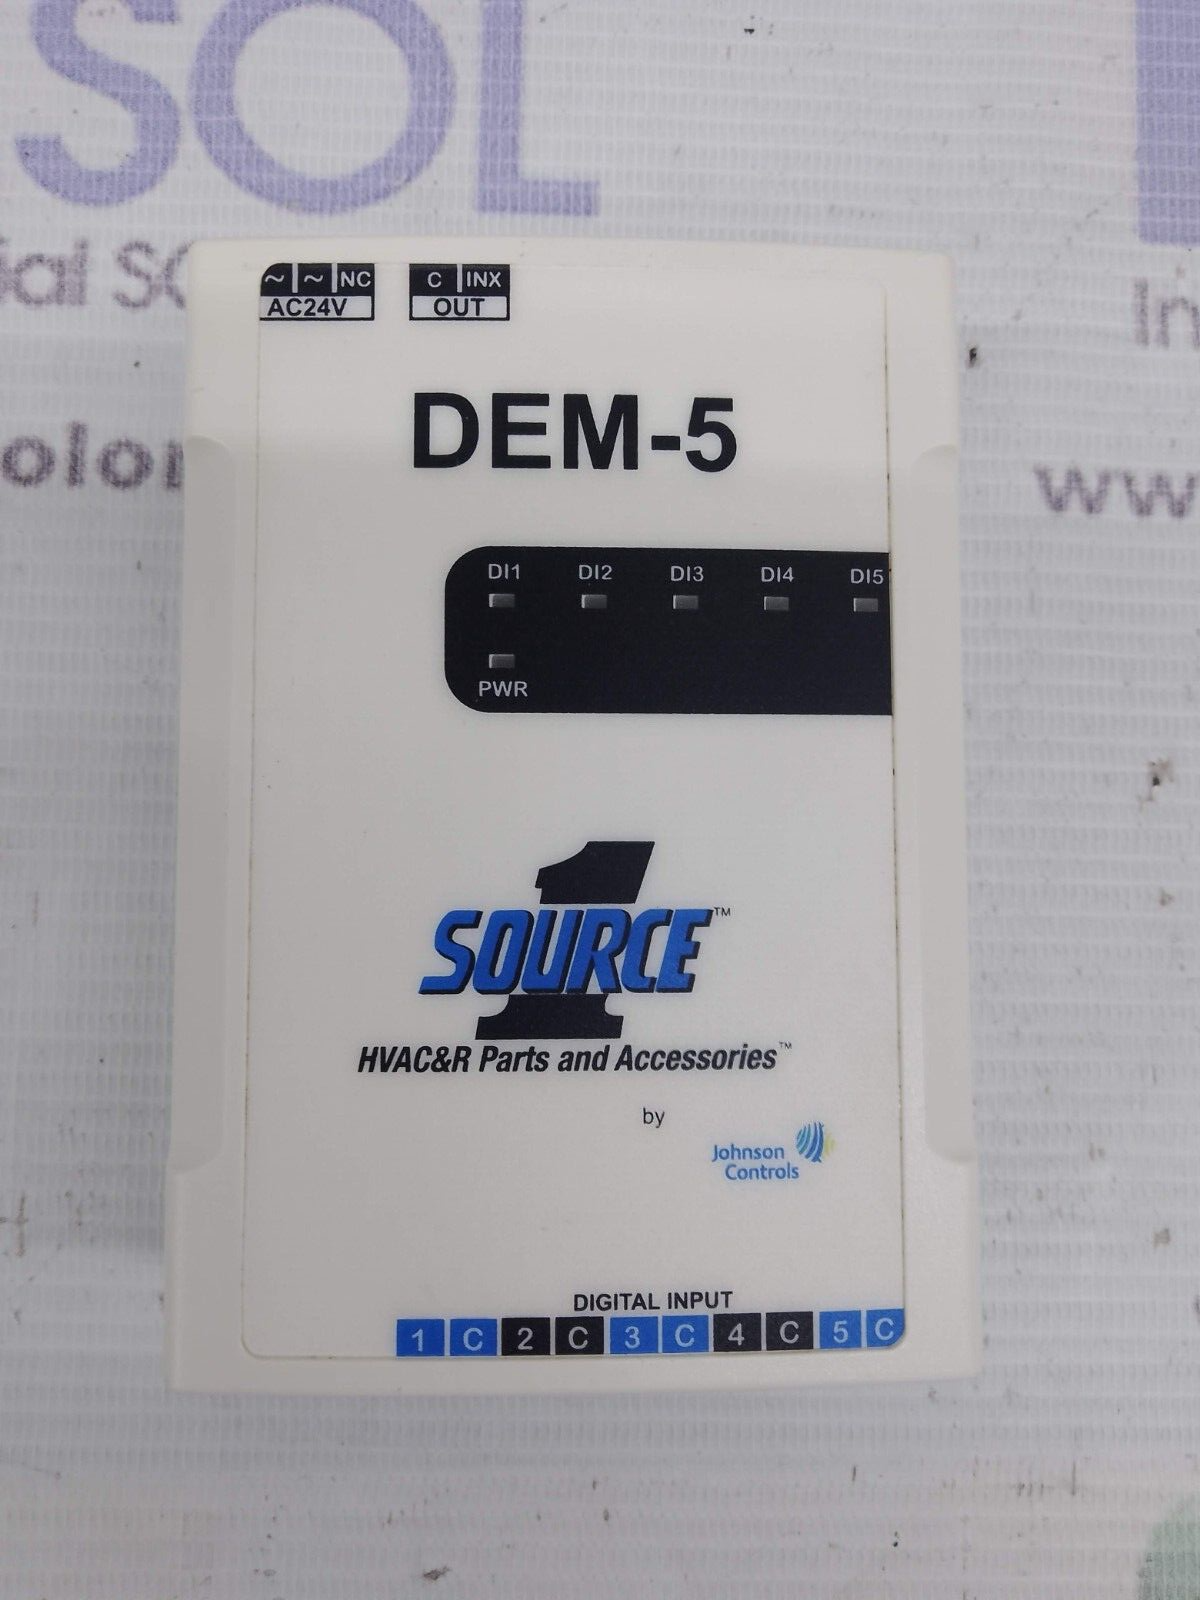 SOL
~ ~ NC
AC24V
C INX
OUT
DEM-5
DI1 DI2 DI3 DI4 DI5
PWR
1
SOURCE™
HVAC&R Parts and Accessories™
by
Johnson
Controls
DIGITAL INPUT
1 C 2 C 3 C 4 C 5 C